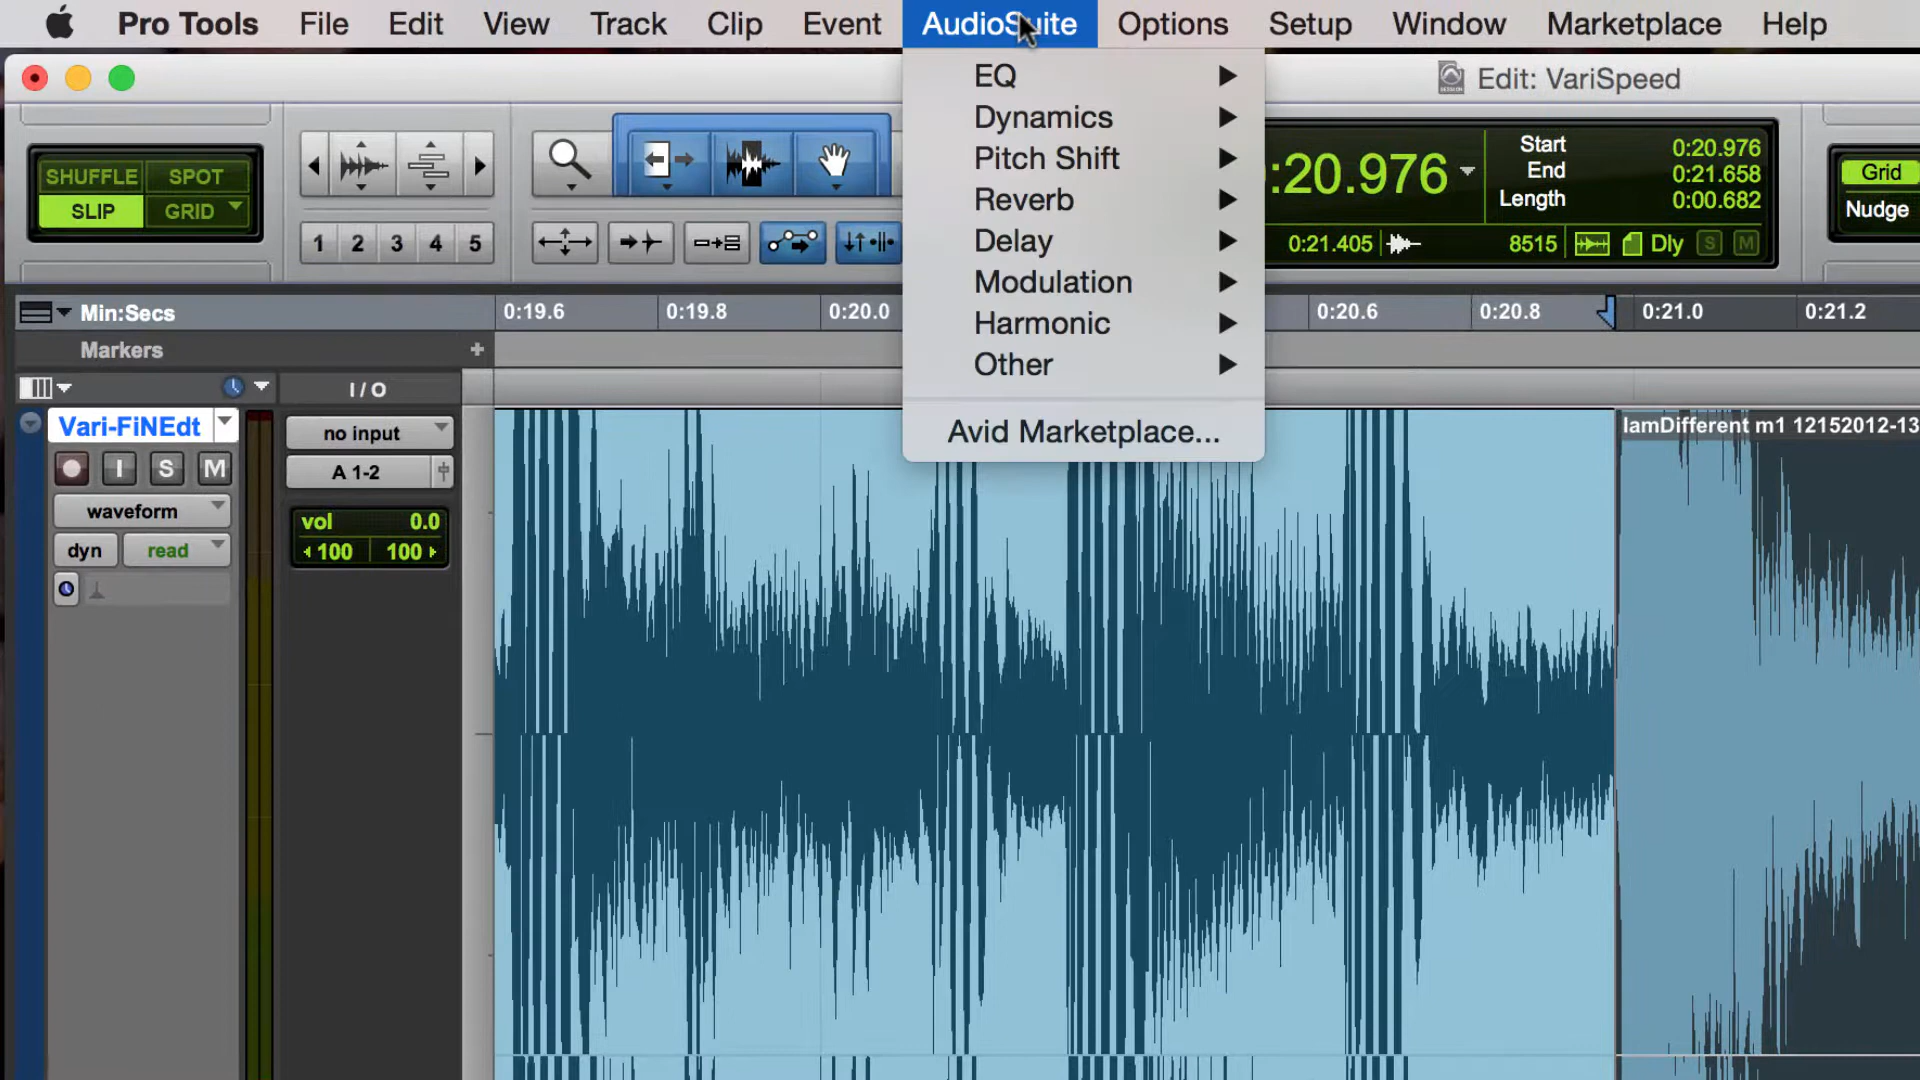 Pro Tools File Edit View Track Clip Event AudioSuite Options Setup Window Marketplace Help
Edit: VariSpeed
EQ
Dynamics
Pitch Shift
Reverb
Delay
Modulation
Harmonic
Other
Avid Marketplace...
SHUFFLE SPOT
SLIP GRID
1 2 3 4 5
:20.976
Start 0:20.976
End 0:21.658
Length 0:00.682
0:21.405 8515 Dly S M
Grid
Nudge
Min:Secs 0:19.6 0:19.8 0:20.0 0:20.6 0:20.8 0:21.0 0:21.2
Markers +
I / O
Vari-FiNEdt
I S M
waveform
dyn read
no input
A 1-2
vol 0.0
100 100
IamDifferent m1 12152012-13